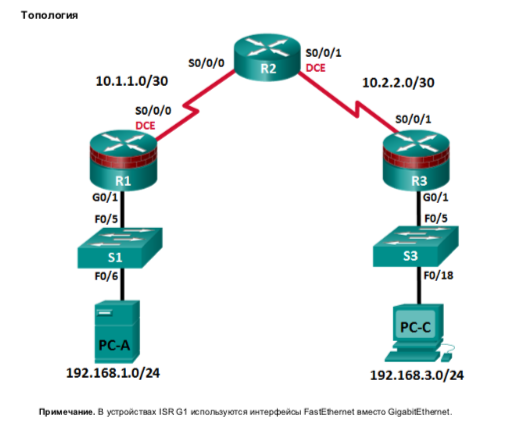 Топология
S0/0/0
R2
S0/0/1
DCE
10.1.1.0/30
10.2.2.0/30
S0/0/0
DCE
S0/0/1
R1
R3
G0/1
G0/1
F0/5
F0/5
S1
S3
F0/6
F0/18
PC-A
PC-C
192.168.1.0/24
192.168.3.0/24
Примечание. В устройствах ISR G1 используются интерфейсы FastEthernet вместо GigabitEthernet.